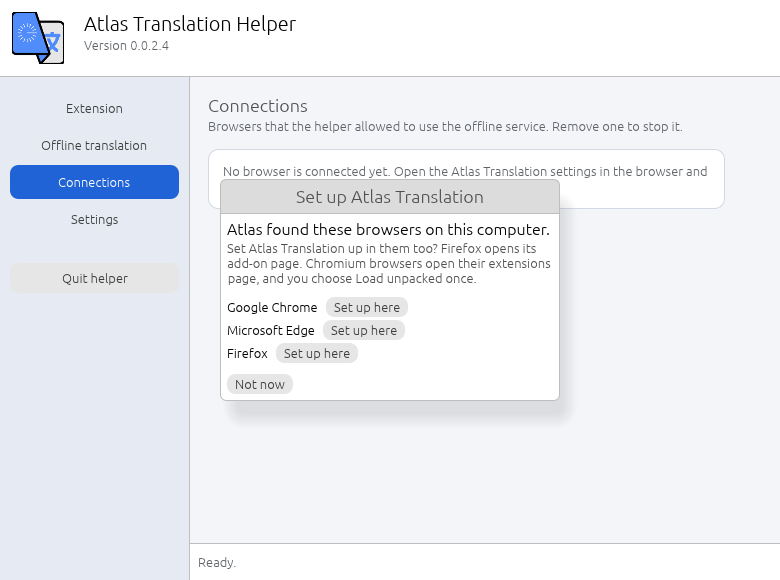 Atlas Translation Helper
Version 0.0.2.4
Extension
Offline translation
Connections
Settings
Quit helper
Connections
Browsers that the helper allowed to use the offline service. Remove one to stop it.
No browser is connected yet. Open the Atlas Translation settings in the browser and
Set up Atlas Translation
Atlas found these browsers on this computer.
Set Atlas Translation up in them too? Firefox opens its
add-on page. Chromium browsers open their extensions
page, and you choose Load unpacked once.
Google Chrome Set up here
Microsoft Edge Set up here
Firefox Set up here
Not now
Ready.